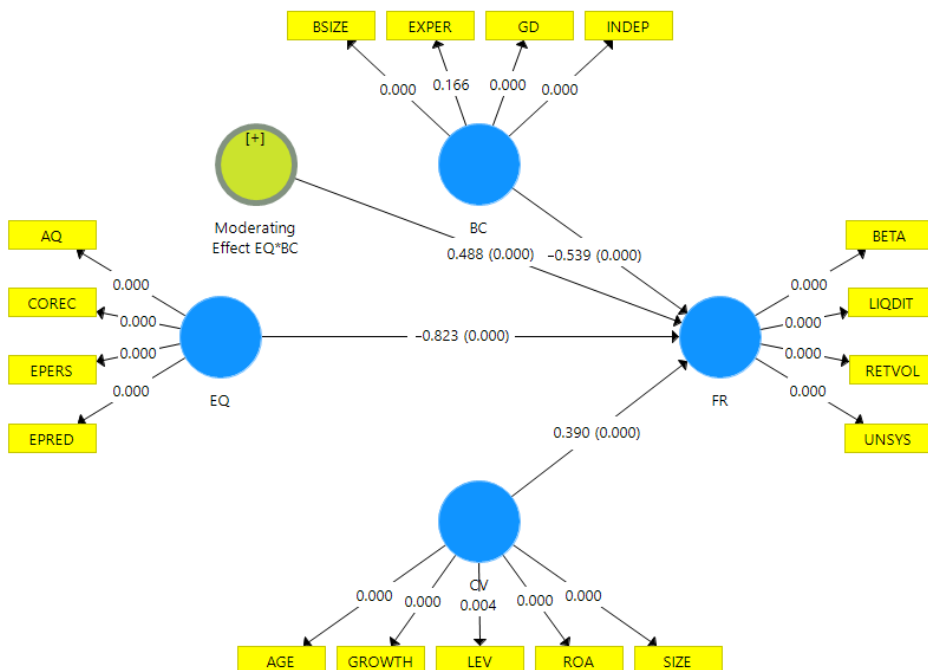 BSIZE EXPER GD INDEP
0.000 0.166 0.000 0.000
[+]
Moderating
Effect EQ*BC
BC
0.488 (0.000)
−0.539 (0.000)
AQ
COREC
EPERS
EPRED
0.000
0.000
0.000
0.000
EQ
−0.823 (0.000)
BETA
LIQDIT
RETVOL
UNSYS
0.000
0.000
0.000
0.000
FR
0.390 (0.000)
CV
0.000 0.000 0.004 0.000 0.000
AGE GROWTH LEV ROA SIZE